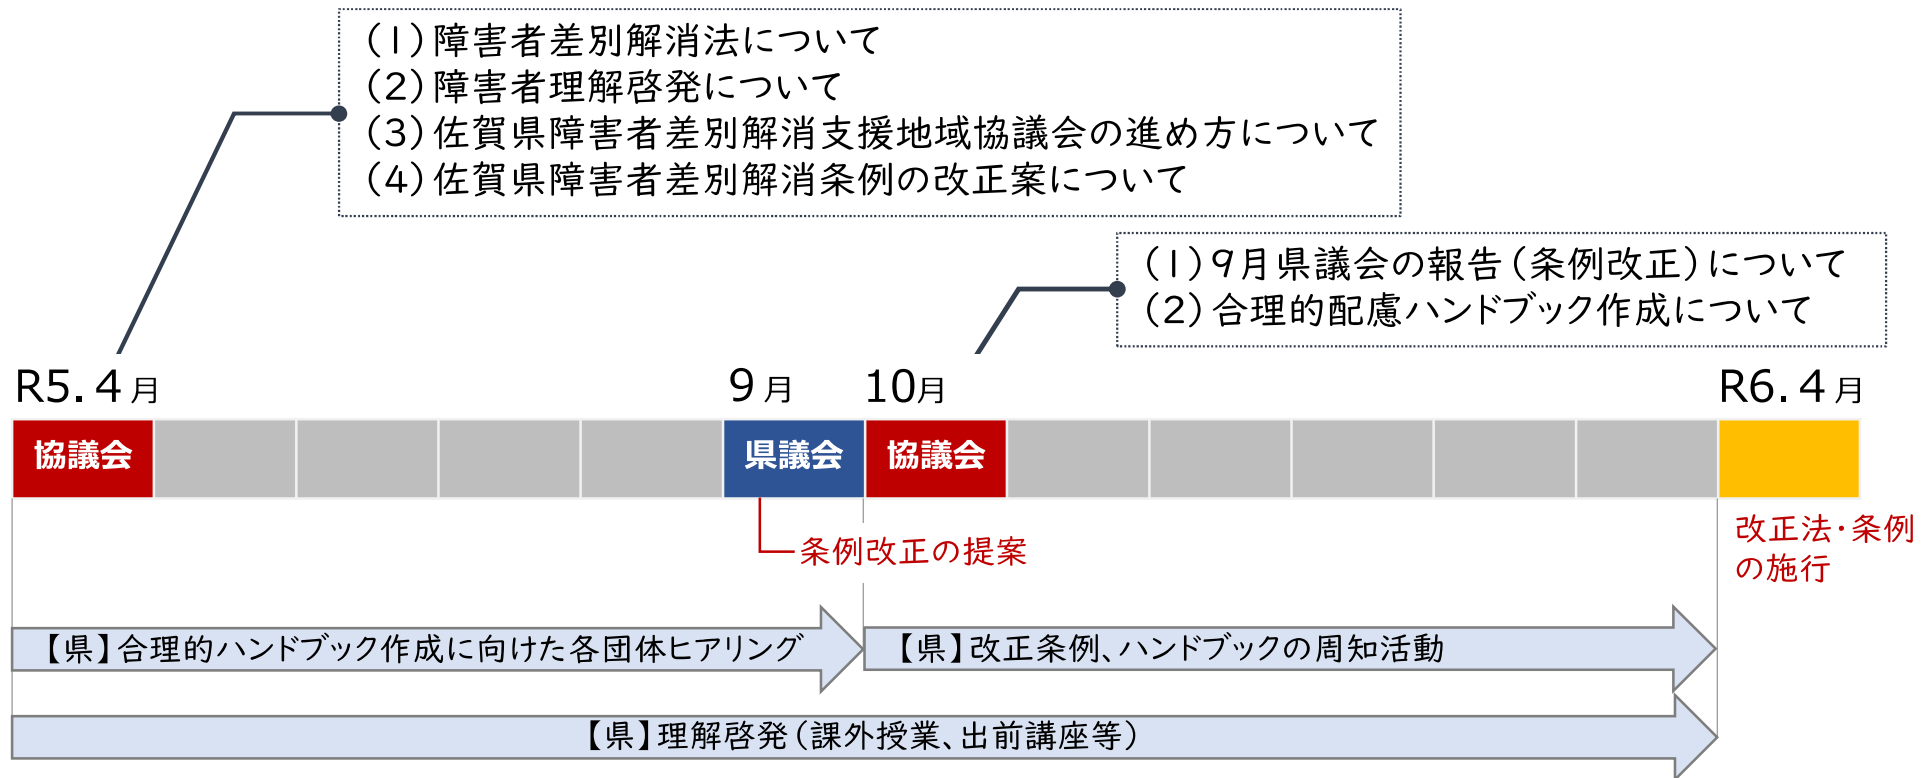 (1)障害者差別解消法について
(2)障害者理解啓発について
(3)佐賀県障害者差別解消支援地域協議会の進め方について
(4)佐賀県障害者差別解消条例の改正案について
(1)9月県議会の報告(条例改正)について
(2)合理的配慮ハンドブック作成について
R5.4月
9月
10月
R6.4月
協議会
県議会
協議会
条例改正の提案
改正法・条例
の施行
【県】合理的ハンドブック作成に向けた各団体ヒアリング
【県】改正条例、ハンドブックの周知活動
【県】理解啓発(課外授業、出前講座等)